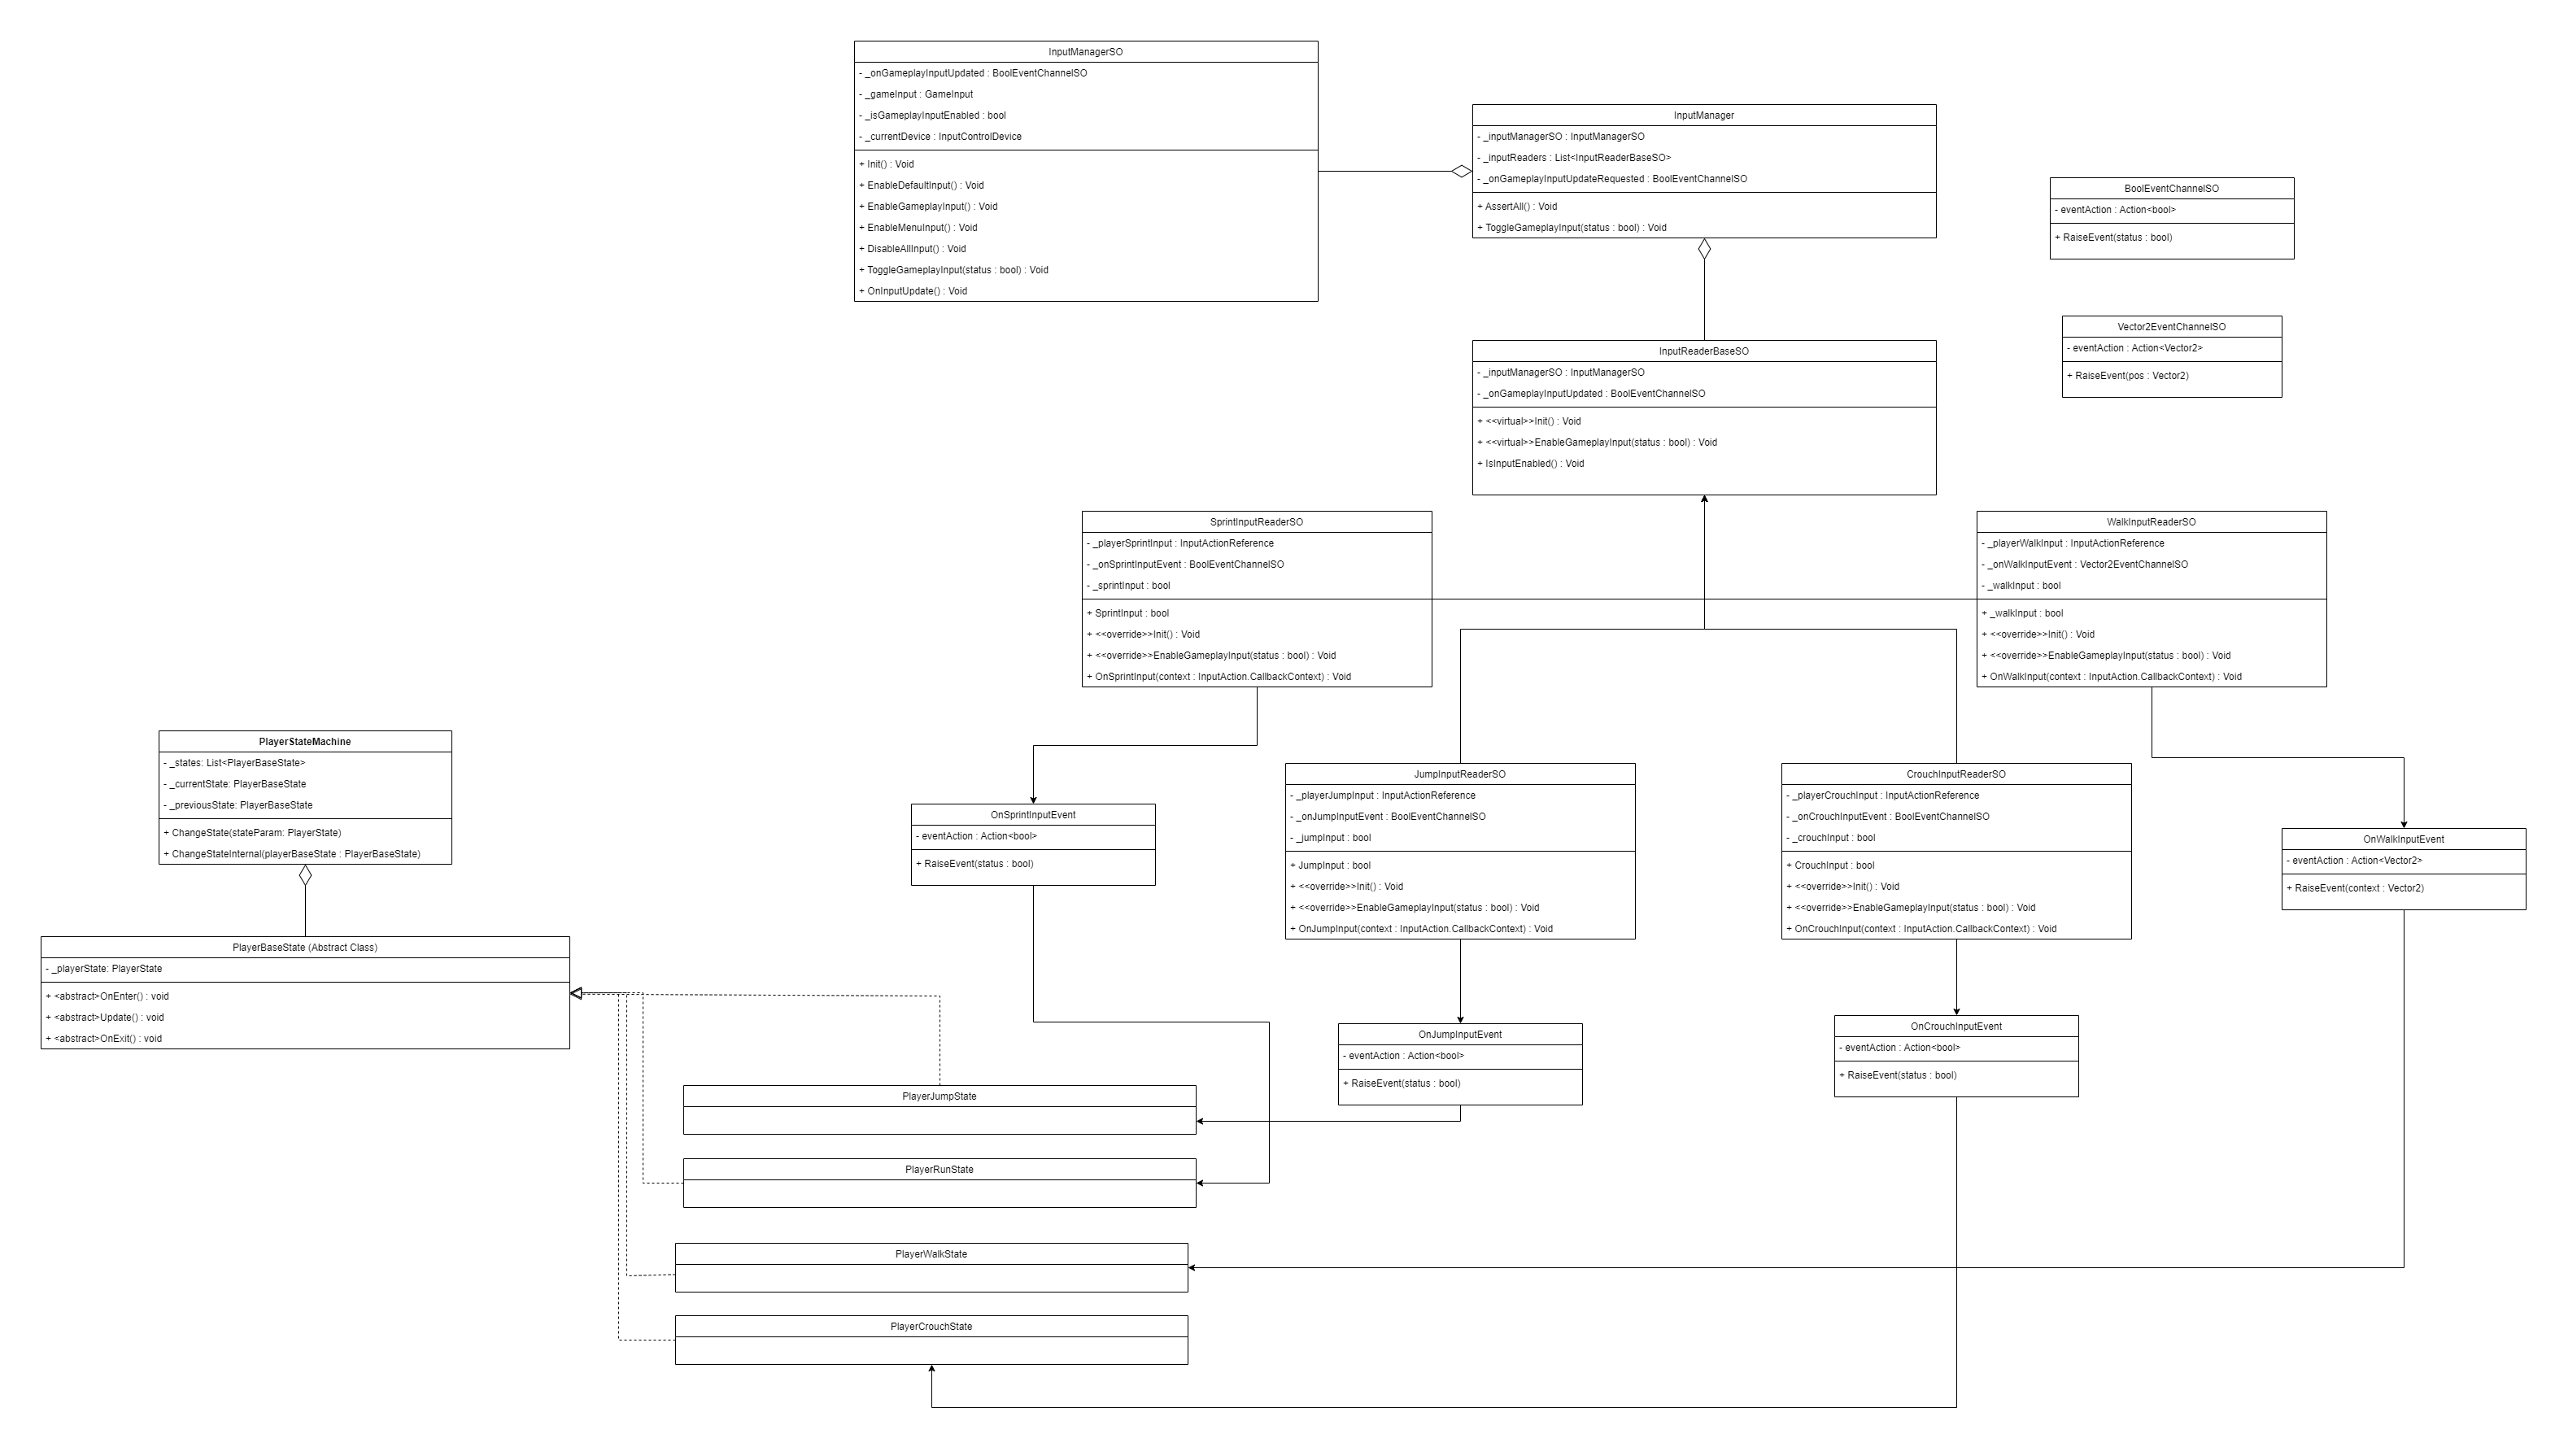 InputManagerSO
- _onGameplayInputUpdated : BoolEventChannelSO
- _gameInput : GameInput
- _isGameplayInputEnabled : bool
- _currentDevice : InputControlDevice
+ Init() : Void
+ EnableDefaultInput() : Void
+ EnableGameplayInput() : Void
+ EnableMenuInput() : Void
+ DisableAllInput() : Void
+ ToggleGameplayInput(status : bool) : Void
+ OnInputUpdate() : Void
InputManager
- _inputManagerSO : InputManagerSO
- _inputReaders : List<InputReaderBaseSO>
- _onGameplayInputUpdateRequested : BoolEventChannelSO
+ AssertAll() : Void
+ ToggleGameplayInput(status : bool) : Void
BoolEventChannelSO
- eventAction : Action<bool>
+ RaiseEvent(status : bool)
Vector2EventChannelSO
- eventAction : Action<Vector2>
+ RaiseEvent(pos : Vector2)
InputReaderBaseSO
- _inputManagerSO : InputManagerSO
- _onGameplayInputUpdated : BoolEventChannelSO
+ <<virtual>>Init() : Void
+ <<virtual>>EnableGameplayInput(status : bool) : Void
+ IsInputEnabled() : Void
SprintInputReaderSO
- _playerSprintInput : InputActionReference
- _onSprintInputEvent : BoolEventChannelSO
- _sprintInput : bool
+ SprintInput : bool
+ <<override>>Init() : Void
+ <<override>>EnableGameplayInput(status : bool) : Void
+ OnSprintInput(context : InputAction.CallbackContext) : Void
WalkInputReaderSO
- _playerWalkInput : InputActionReference
- _onWalkInputEvent : Vector2EventChannelSO
- _walkInput : bool
+ _walkInput : bool
+ <<override>>Init() : Void
+ <<override>>EnableGameplayInput(status : bool) : Void
+ OnWalkInput(context : InputAction.CallbackContext) : Void
PlayerStateMachine
- _states: List<PlayerBaseState>
- _currentState: PlayerBaseState
- _previousState: PlayerBaseState
+ ChangeState(stateParam: PlayerState)
+ ChangeStateInternal(playerBaseState : PlayerBaseState)
OnSprintInputEvent
- eventAction : Action<bool>
+ RaiseEvent(status : bool)
JumpInputReaderSO
- _playerJumpInput : InputActionReference
- _onJumpInputEvent : BoolEventChannelSO
- _jumpInput : bool
+ JumpInput : bool
+ <<override>>Init() : Void
+ <<override>>EnableGameplayInput(status : bool) : Void
+ OnJumpInput(context : InputAction.CallbackContext) : Void
CrouchInputReaderSO
- _playerCrouchInput : InputActionReference
- _onCrouchInputEvent : BoolEventChannelSO
- _crouchInput : bool
+ CrouchInput : bool
+ <<override>>Init() : Void
+ <<override>>EnableGameplayInput(status : bool) : Void
+ OnCrouchInput(context : InputAction.CallbackContext) : Void
OnWalkInputEvent
- eventAction : Action<Vector2>
+ RaiseEvent(context : Vector2)
PlayerBaseState (Abstract Class)
- _playerState: PlayerState
+ <abstract>OnEnter() : void
+ <abstract>Update() : void
+ <abstract>OnExit() : void
OnJumpInputEvent
- eventAction : Action<bool>
+ RaiseEvent(status : bool)
OnCrouchInputEvent
- eventAction : Action<bool>
+ RaiseEvent(status : bool)
PlayerJumpState
PlayerRunState
PlayerWalkState
PlayerCrouchState